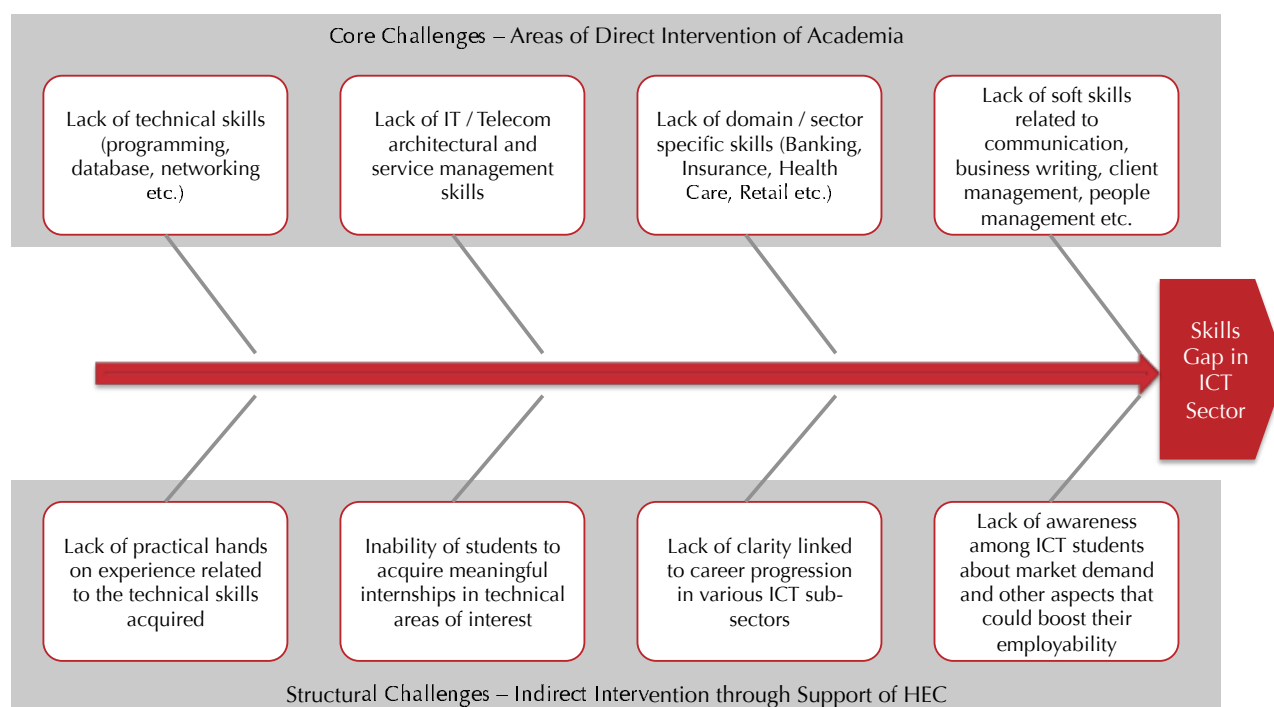 Core Challenges – Areas of Direct Intervention of Academia
Lack of technical skills
(programming,
database, networking
etc.)
Lack of IT / Telecom
architectural and
service management
skills
Lack of domain / sector
specific skills (Banking,
Insurance, Health
Care, Retail etc.)
Lack of soft skills
related to
communication,
business writing, client
management, people
management etc.
Skills
Gap in
ICT
Sector
Lack of practical hands
on experience related
to the technical skills
acquired
Inability of students to
acquire meaningful
internships in technical
areas of interest
Lack of clarity linked
to career progression
in various ICT sub-
sectors
Lack of awareness
among ICT students
about market demand
and other aspects that
could boost their
employability
Structural Challenges – Indirect Intervention through Support of HEC